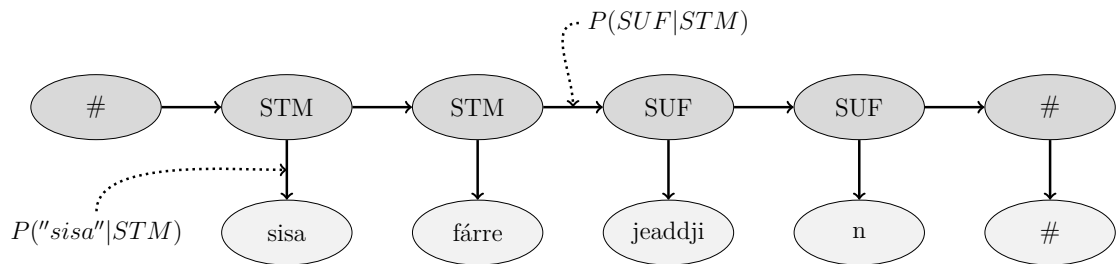 P(SUF|STM)
# STM STM SUF SUF #
P("sisa"|STM)
sisa fárre jeaddji n #